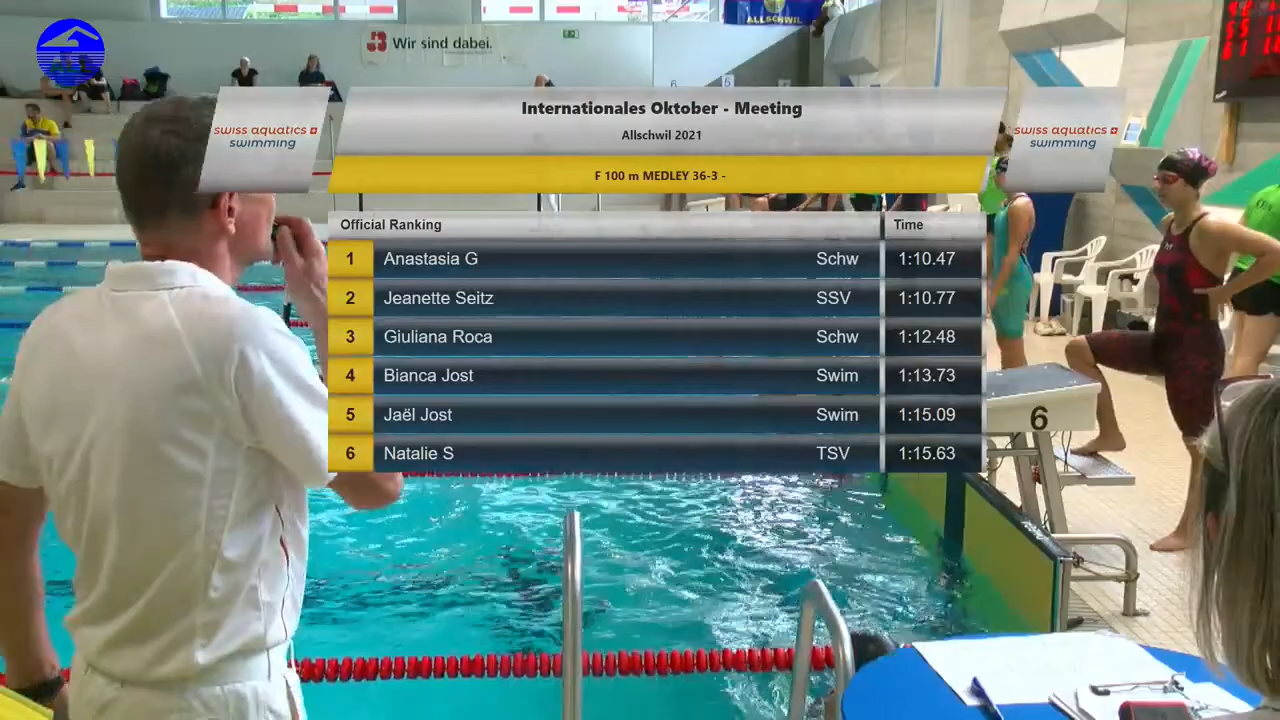 ALLSCHWIL
Wir sind dabei.
swiss aquatics
swimming
Internationales Oktober - Meeting
Allschwil 2021
swiss aquatics
swimming
F 100 m MEDLEY 36-3 -
Official Ranking Time
1 Anastasia G Schw 1:10.47
2 Jeanette Seitz SSV 1:10.77
3 Giuliana Roca Schw 1:12.48
4 Bianca Jost Swim 1:13.73
5 Jaël Jost Swim 1:15.09
6 Natalie S TSV 1:15.63
6